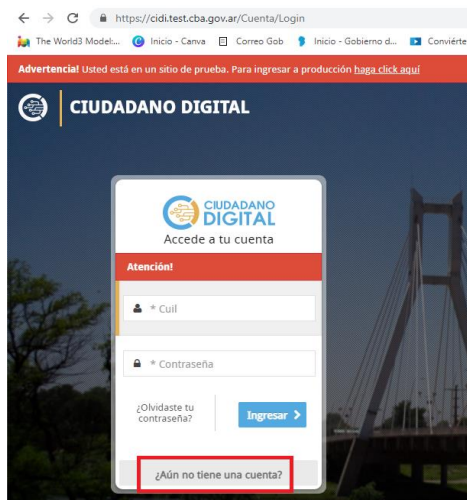 https://cidi.test.cba.gov.ar/Cuenta/Login
The World3 Model:... Inicio - Canva Correo Gob Inicio - Gobierno d... Conviérte
Advertencia! Usted está en un sitio de prueba. Para ingresar a producción haga click aquí
CIUDADANO DIGITAL
CIUDADANO
DIGITAL
Accede a tu cuenta
Atención!
* Cuil
* Contraseña
¿Olvidaste tu
contraseña?
Ingresar
¿Aún no tiene una cuenta?